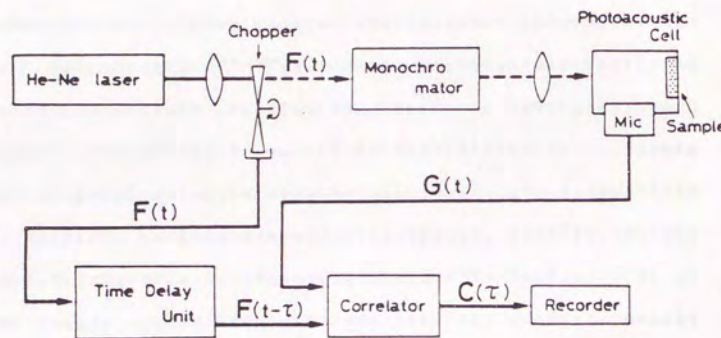 Chopper
Photoacoustic
Cell
He-Ne laser
F(t)
Monochro
mator
Mic
Sample
F(t)
G(t)
Time Delay
Unit
F(t-τ)
Correlator
C(τ)
Recorder